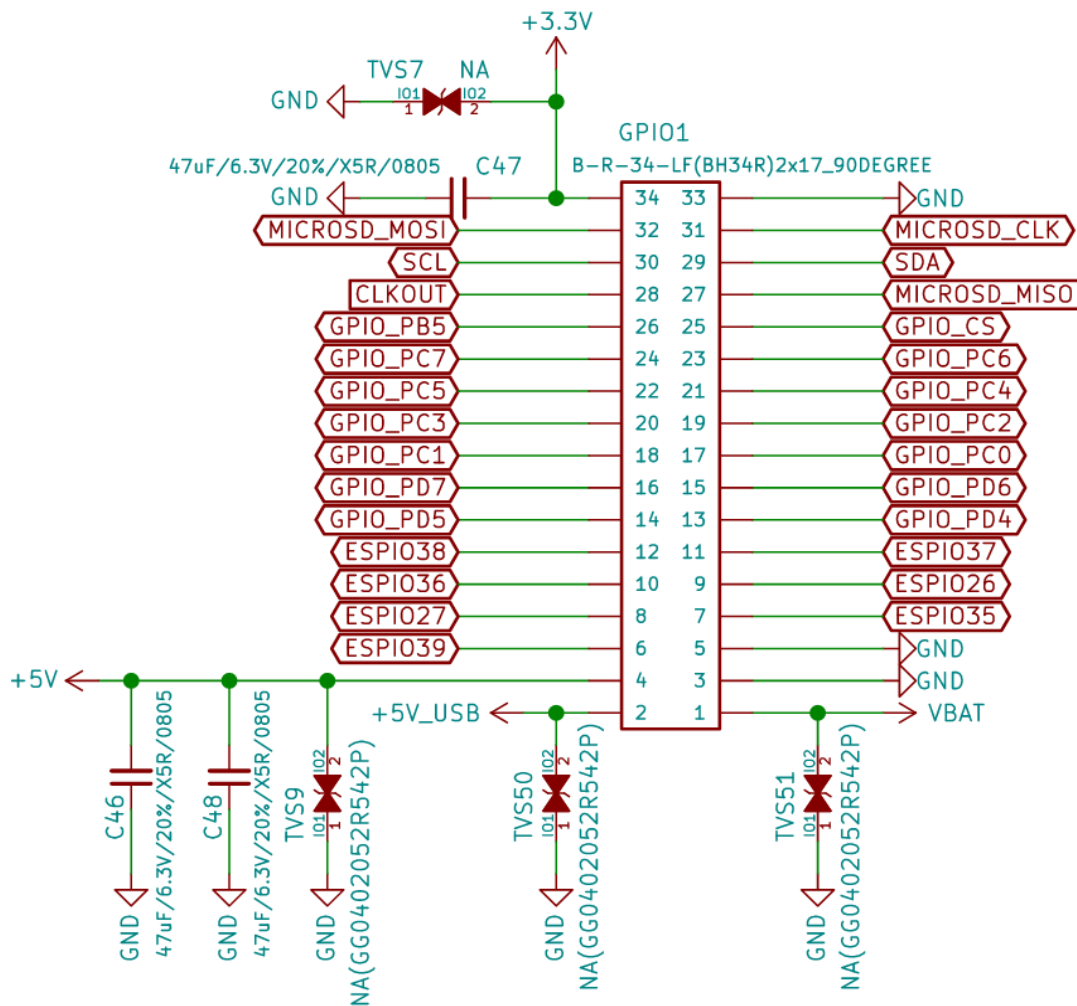 +3.3V
TVS7 NA
GND IO1 1 IO2 2
GPIO1
47uF/6.3V/20%/X5R/0805 C47 B-R-34-LF(BH34R)2x17_90DEGREE
GND 34 33 GND
MICROSD_MOSI 32 31 MICROSD_CLK
SCL 30 29 SDA
CLKOUT 28 27 MICROSD_MISO
GPIO_PB5 26 25 GPIO_CS
GPIO_PC7 24 23 GPIO_PC6
GPIO_PC5 22 21 GPIO_PC4
GPIO_PC3 20 19 GPIO_PC2
GPIO_PC1 18 17 GPIO_PC0
GPIO_PD7 16 15 GPIO_PD6
GPIO_PD5 14 13 GPIO_PD4
ESPIO38 12 11 ESPIO37
ESPIO36 10 9 ESPIO26
ESPIO27 8 7 ESPIO35
ESPIO39 6 5 GND
+5V 4 3 GND
+5V_USB 2 1 VBAT
C46
47uF/6.3V/20%/X5R/0805
GND
C48
47uF/6.3V/20%/X5R/0805
GND
TVS9
IO2 2
IO1 1
NA(GG0402052R542P)
GND
TVS50
IO2 2
IO1 1
NA(GG0402052R542P)
GND
TVS51
IO2 2
IO1 1
NA(GG0402052R542P)
GND